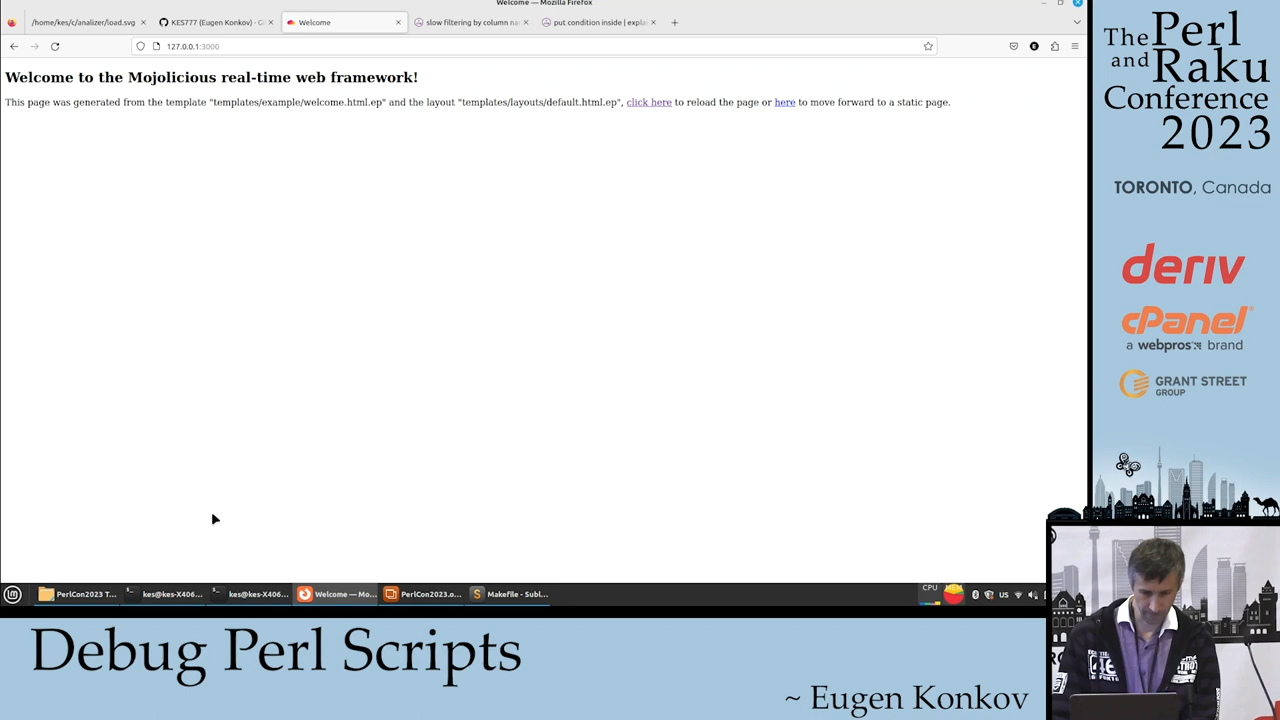 Welcome — Mozilla Firefox
/home/kes/c/analizer/load.svg
KES777 (Eugen Konkov) - G
Welcome
slow filtering by column na
put condition inside | expla
127.0.0.1:3000
Welcome to the Mojolicious real-time web framework!
This page was generated from the template "templates/example/welcome.html.ep" and the layout "templates/layouts/default.html.ep", click here to reload the page or here to move forward to a static page.
PerlCon2023 T...
kes@kes-X406...
kes@kes-X406...
Welcome — Mo...
PerlCon2023.o...
Makefile - Subl...
CPU
US
The Perl
and Raku
Conference
2023
TORONTO, Canada
deriv
cPanel®
a webpros brand
GRANT STREET
GROUP
Debug Perl Scripts
~ Eugen Konkov